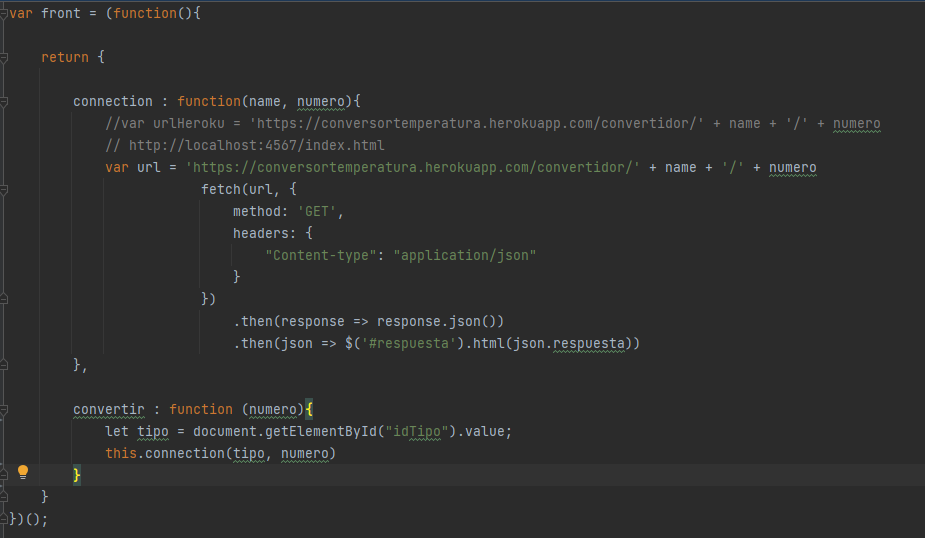 var front = (function(){
return {
connection : function(name, numero){
//var urlHeroku = 'https://conversortemperatura.herokuapp.com/convertidor/' + name + '/' + numero
// http://localhost:4567/index.html
var url = 'https://conversortemperatura.herokuapp.com/convertidor/' + name + '/' + numero
fetch(url, {
method: 'GET',
headers: {
"Content-type": "application/json"
}
})
.then(response => response.json())
.then(json => $('#respuesta').html(json.respuesta))
},
convertir : function (numero){
let tipo = document.getElementById("idTipo").value;
this.connection(tipo, numero)
}
}
})();